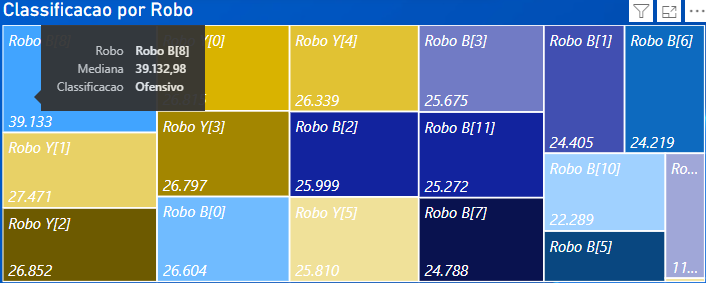 Classificacao por Robo
Robo B[8]
39.133
Robo Robo B[8]
Mediana 39.132,98
Classificacao Ofensivo
Robo Y[1]
27.471
Robo Y[2]
26.852
Y[0]
Robo Y[3]
26.797
Robo B[0]
26.604
Robo Y[4]
26.339
Robo B[2]
25.999
Robo Y[5]
25.810
Robo B[3]
25.675
Robo B[11]
25.272
Robo B[7]
24.788
Robo B[1]
24.405
Robo B[6]
24.219
Robo B[10]
22.289
Robo B[5]
Ro...
11...